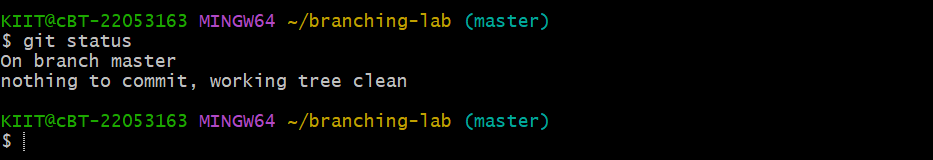 KIIT@cBT-22053163 MINGW64 ~/branching-lab (master)
$ git status
On branch master
nothing to commit, working tree clean
KIIT@cBT-22053163 MINGW64 ~/branching-lab (master)
$